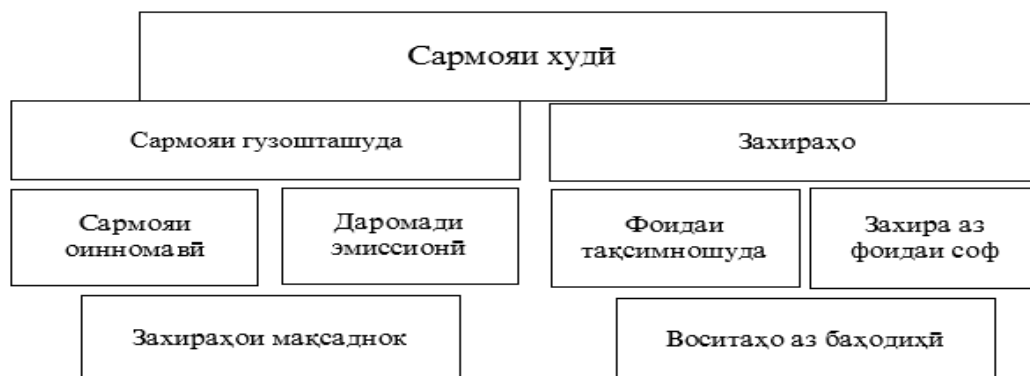 Сармояи худӣ
Сармояи гузошташуда
Захираҳо
Сармояи
оинномавӣ
Даромади
эмиссионӣ
Фоидаи
тақсимношуда
Захира аз
фоидаи соф
Захираҳои мақсаднок
Воситаҳо аз баҳодиҳӣ